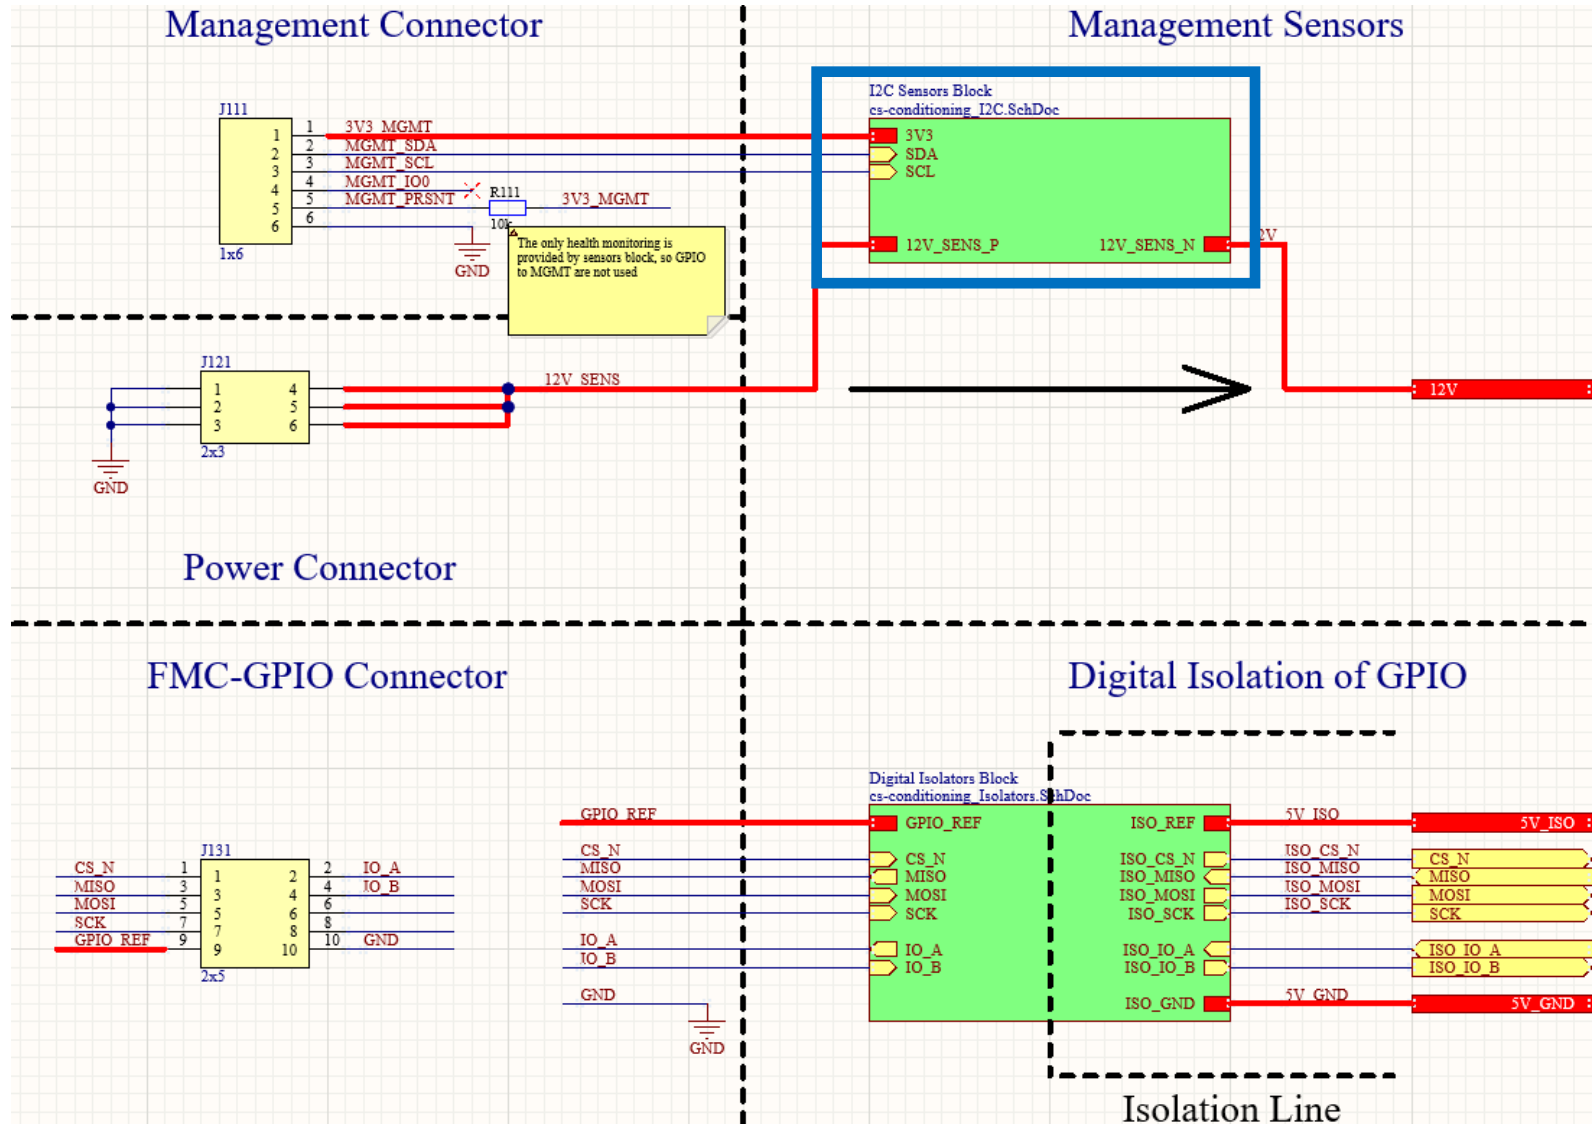 Management Connector
Management Sensors
J111
1 3V3_MGMT
2 MGMT_SDA
3 MGMT_SCL
4 MGMT_IO0
5 MGMT_PRSNT
6
1
2
3
4
5
6
1x6
R111
10k
3V3_MGMT
GND
The only health monitoring is
provided by sensors block, so GPIO
to MGMT are not used
I2C Sensors Block
cs-conditioning_I2C.SchDoc
3V3
SDA
SCL
12V_SENS_P 12V_SENS_N
2V
J121
1 4
2 5
3 6
2x3
GND
12V_SENS
12V
Power Connector
FMC-GPIO Connector
Digital Isolation of GPIO
J131
CS_N 1 1 2 2 IO_A
MISO 3 3 4 4 IO_B
MOSI 5 5 6 6
SCK 7 7 8 8
GPIO_REF 9 9 10 10 GND
2x5
GPIO_REF
CS_N
MISO
MOSI
SCK
IO_A
IO_B
GND
GND
Digital Isolators Block
cs-conditioning_Isolators.SchDoc
GPIO_REF ISO_REF
CS_N ISO_CS_N
MISO ISO_MISO
MOSI ISO_MOSI
SCK ISO_SCK
IO_A ISO_IO_A
IO_B ISO_IO_B
ISO_GND
5V_ISO 5V_ISO
ISO_CS_N CS_N
ISO_MISO MISO
ISO_MOSI MOSI
ISO_SCK SCK
ISO_IO_A
ISO_IO_B
5V_GND 5V_GND
Isolation Line